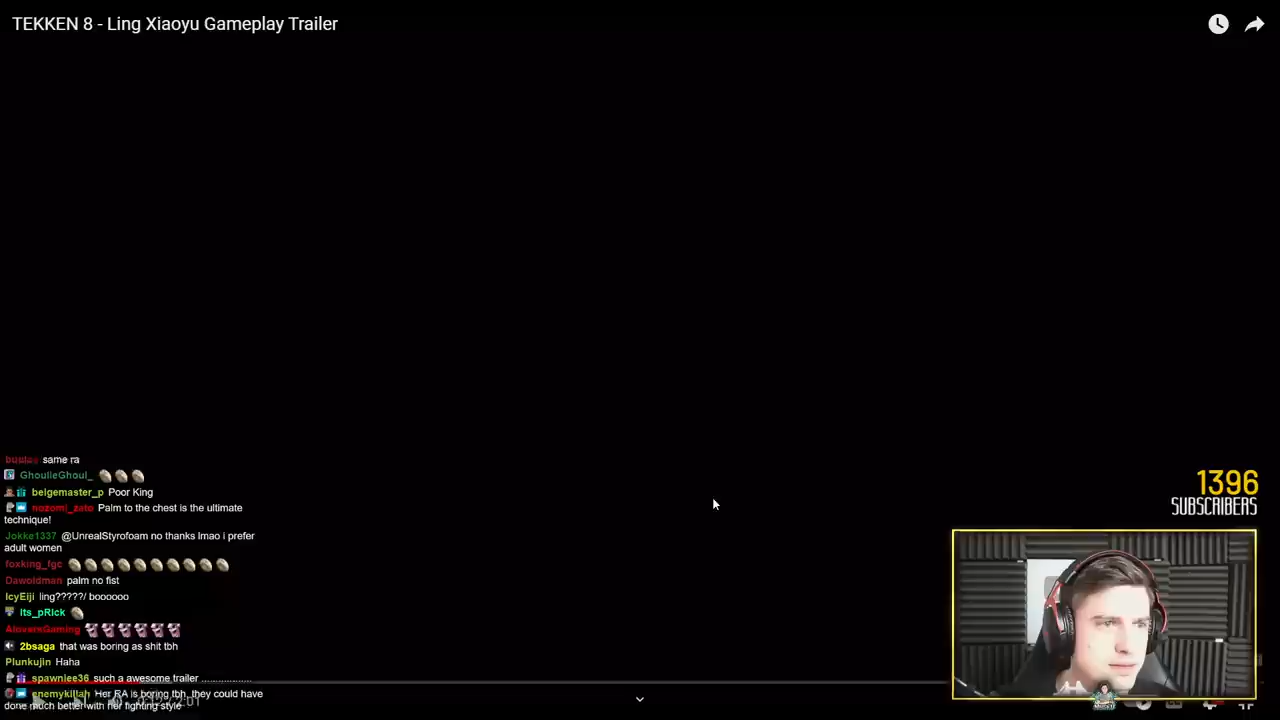 TEKKEN 8 - Ling Xiaoyu Gameplay Trailer
same ra
GhoulieGhoul_
beigemaster_p Poor King
nozomi_zato Palm to the chest is the ultimate
technique!
Jokke1337 @UnrealStyrofoam no thanks lmao i prefer
adult women
foxking_fgc
Dawoldman palm no fist
IcyEiji ling?????/ boooooo
Its_pRick
2bsaga that was boring as shit tbh
Plunkujin Haha
spawnlee36 such a awesome trailer ..................
enemykillah Her RA is boring tbh, they could have
done much better with her fighting style
1396
SUBSCRIBERS